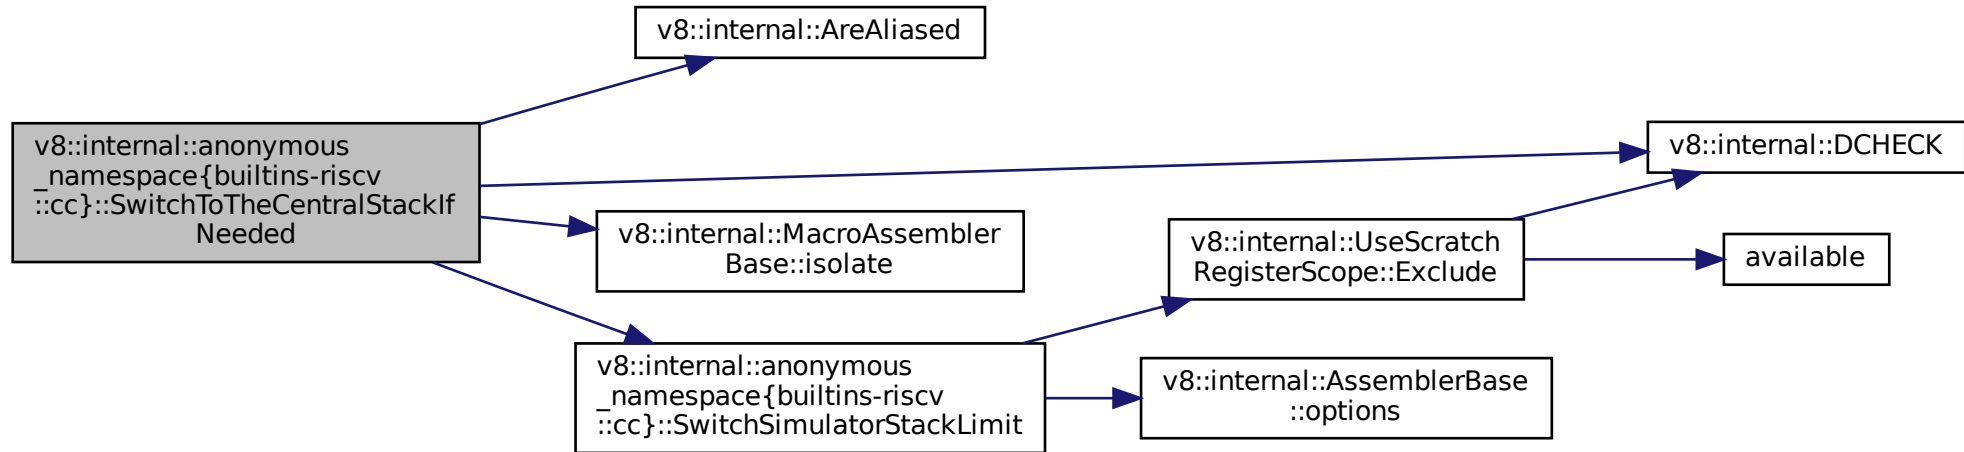 v8::internal::AreAliased
v8::internal::anonymous
_namespace{builtins-riscv
::cc}::SwitchToTheCentralStackIf
Needed
v8::internal::DCHECK
v8::internal::MacroAssembler
Base::isolate
v8::internal::UseScratch
RegisterScope::Exclude
available
v8::internal::anonymous
_namespace{builtins-riscv
::cc}::SwitchSimulatorStackLimit
v8::internal::AssemblerBase
::options